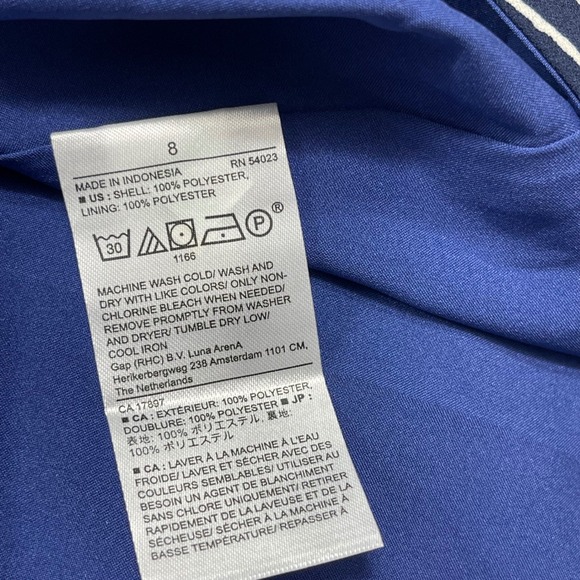 8
MADE IN INDONESIA RN 54023
■ US : SHELL: 100% POLYESTER,
LINING: 100% POLYESTER
30 P ®
1166
MACHINE WASH COLD/ WASH AND
DRY WITH LIKE COLORS/ ONLY NON-
CHLORINE BLEACH WHEN NEEDED/
REMOVE PROMPTLY FROM WASHER
AND DRYER/ TUMBLE DRY LOW/
COOL IRON
Gap (RHC) B.V. Luna ArenA
Herikerbergweg 238 Amsterdam 1101 CM,
The Netherlands
CA 17897
■ CA : EXTÉRIEUR: 100% POLYESTER,
DOUBLURE: 100% POLYESTER ■ JP :
表地: 100% ポリエステル, 裏地:
100% ポリエステル
■ CA : LAVER À LA MACHINE À L'EAU
FROIDE/ LAVER ET SÉCHER AVEC DES
COULEURS SEMBLABLES/ UTILISER AU
BESOIN UN AGENT DE BLANCHIMENT
SANS CHLORE UNIQUEMENT/ RETIRER
RAPIDEMENT DE LA LAVEUSE ET DE LA
SÉCHEUSE/ SÉCHER À LA MACHINE À
BASSE TEMPÉRATURE/ REPASSER À